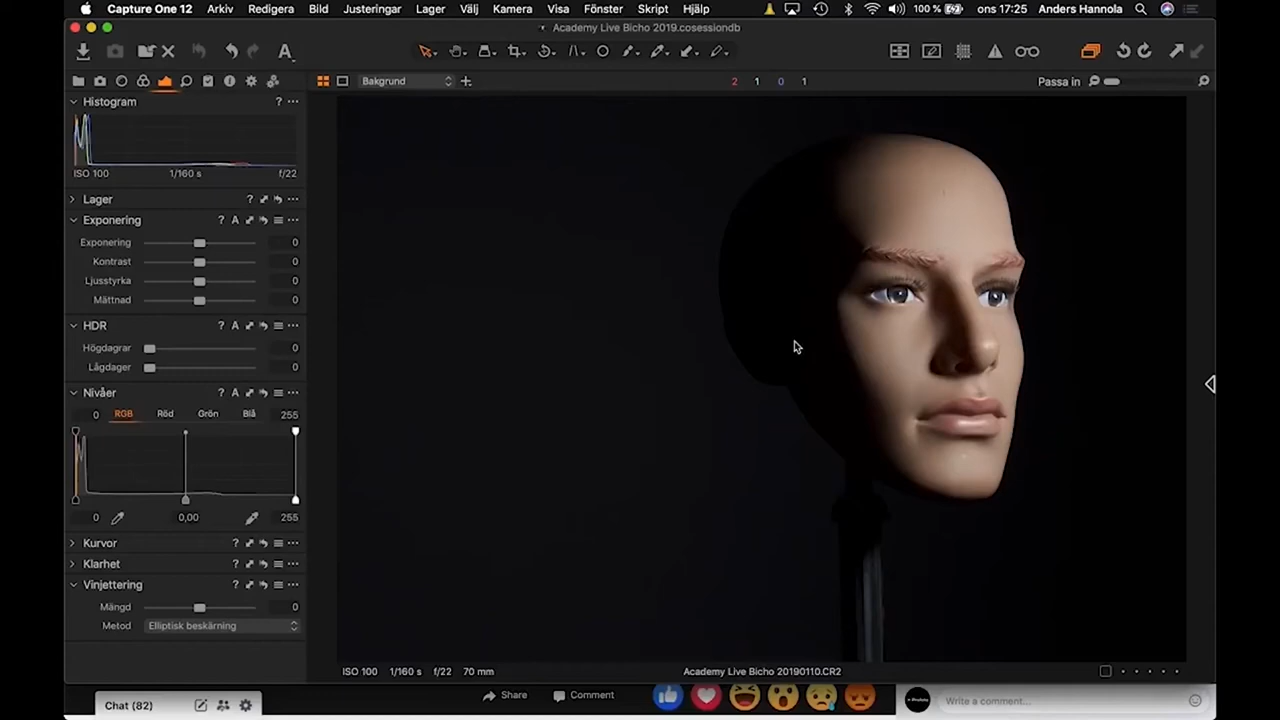 Capture One 12 Arkiv Redigera Bild Justeringar Lager Välj Kamera Visa Fönster Skript Hjälp 100 % ons 17:25 Anders Hannola
Academy Live Bicho 2019.cosessiondb
Bakgrund 2 1 0 1 Passa in
Histogram ?
ISO 100 1/160 s f/22
Lager ?
Exponering ? A
Exponering 0
Kontrast 0
Ljusstyrka 0
Mättnad 0
HDR ? A
Högdagrar 0
Lågdager 0
Nivåer ? A
0 RGB Röd Grön Blå 255
0 0,00 255
Kurvor ?
Klarhet ?
Vinjettering ?
Mängd 0
Metod Elliptisk beskärning
ISO 100 1/160 s f/22 70 mm Academy Live Bicho 20190110.CR2
Chat (82) Share Comment Write a comment...